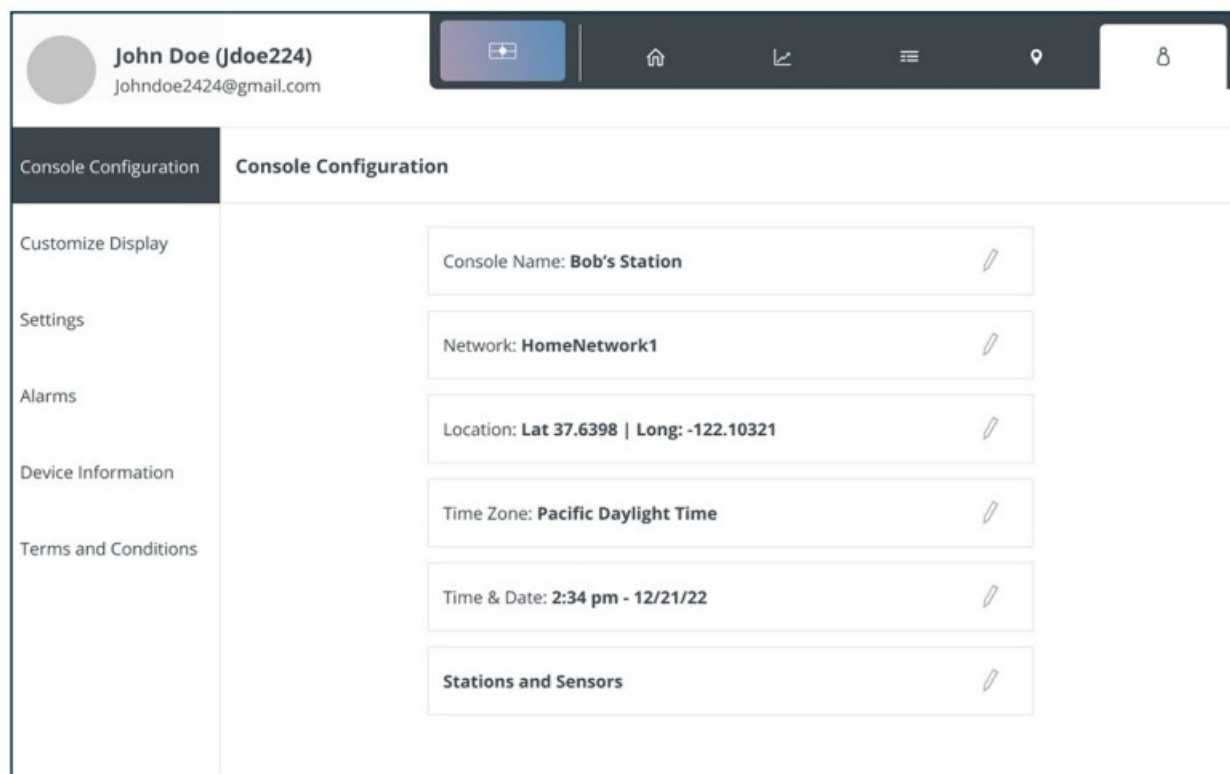 John Doe (Jdoe224)
Johndoe2424@gmail.com
Console Configuration
Customize Display
Settings
Alarms
Device Information
Terms and Conditions
Console Configuration
Console Name: Bob’s Station
Network: HomeNetwork1
Location: Lat 37.6398 | Long: -122.10321
Time Zone: Pacific Daylight Time
Time & Date: 2:34 pm - 12/21/22
Stations and Sensors